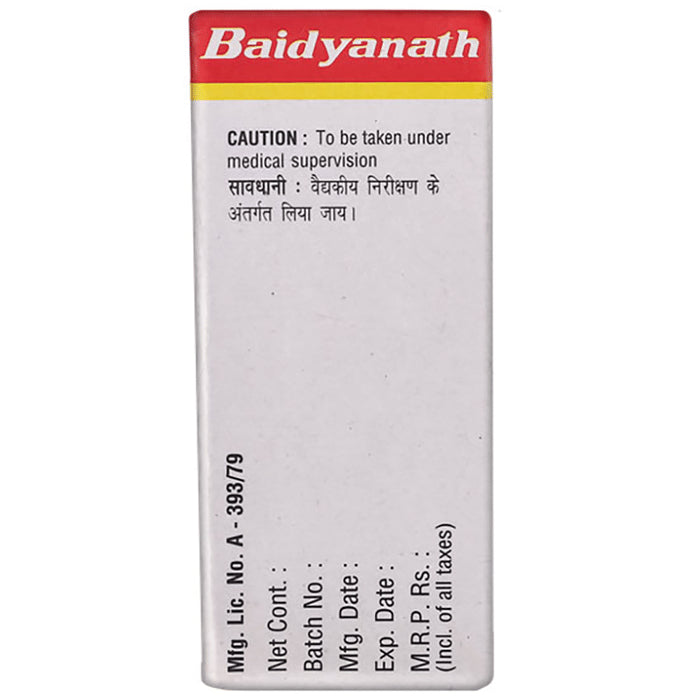 Baidyanath
CAUTION : To be taken under
medical supervision
सावधानी : वैद्यकीय निरीक्षण के
अंतर्गत लिया जाय।
Mfg. Lic. No. A - 393/79
Net Cont. :
Batch No. :
Mfg. Date :
Exp. Date :
M.R.P. Rs. :
(Incl. of all taxes)